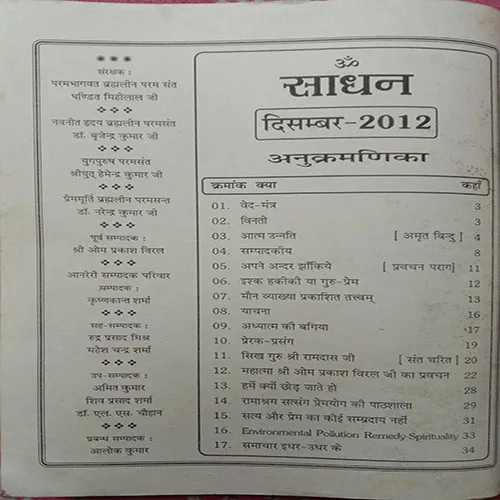 संरक्षक :
परमभागवत ब्रह्मलीन परम संत
पण्डित मिहीलाल जी
नवनीत हृदय ब्रह्मलीन परमसंत
डॉ. बृजेन्द्र कुमार जी
युगपुरुष परमसंत
श्रीयुत् हेमेन्द्र कुमार जी
प्रेममूर्ति ब्रह्मलीन परमसन्त
डॉ. नरेन्द्र कुमार जी
पूर्व सम्पादक :
श्री ओम प्रकाश विरल
आनरेरी सम्पादक परिवार
सम्पादक :
कृष्णकान्त शर्मा
सह-सम्पादक :
रुद्र प्रसाद मिश्र
महेश चन्द्र शर्मा
उप-सम्पादक :
अमित कुमार
शिव प्रसाद शर्मा
डॉ. एल. एस. चौहान
प्रबन्ध सम्पादक :
आलोक कुमार
ॐ
साधन
दिसम्बर-2012
अनुक्रमणिका
क्रमांक क्या कहाँ
01. वेद-मंत्र 3
02. विनती 3
03. आत्म उन्नति [ अमृत विन्दु ] 4
04. सम्पादकीय 8
05. अपने अन्दर झाँकिये [ प्रवचन पराग] 11
06. इश्क हकीकी या गुरु-प्रेम 12
07. मौन व्याख्या प्रकाशित तत्त्वम् 13
08. याचना 16
09. अध्यात्म की बगिया 17
10. प्रेरक-प्रसंग 19
11. सिख गुरु श्री रामदास जी [ संत चरित ] 20
12. महात्मा श्री ओम प्रकाश विरल जी का प्रवचन 22
13. हमें क्यों छोड़ जाते हो 28
14. रामाश्रम सत्संग प्रेमयोग की पाठशाला 29
15. सत्य और प्रेम का कोई सम्प्रदाय नहीं 31
16. Environmental Pollution Remedy-Spirituality 33
17. समाचार इधर-उधर के 34